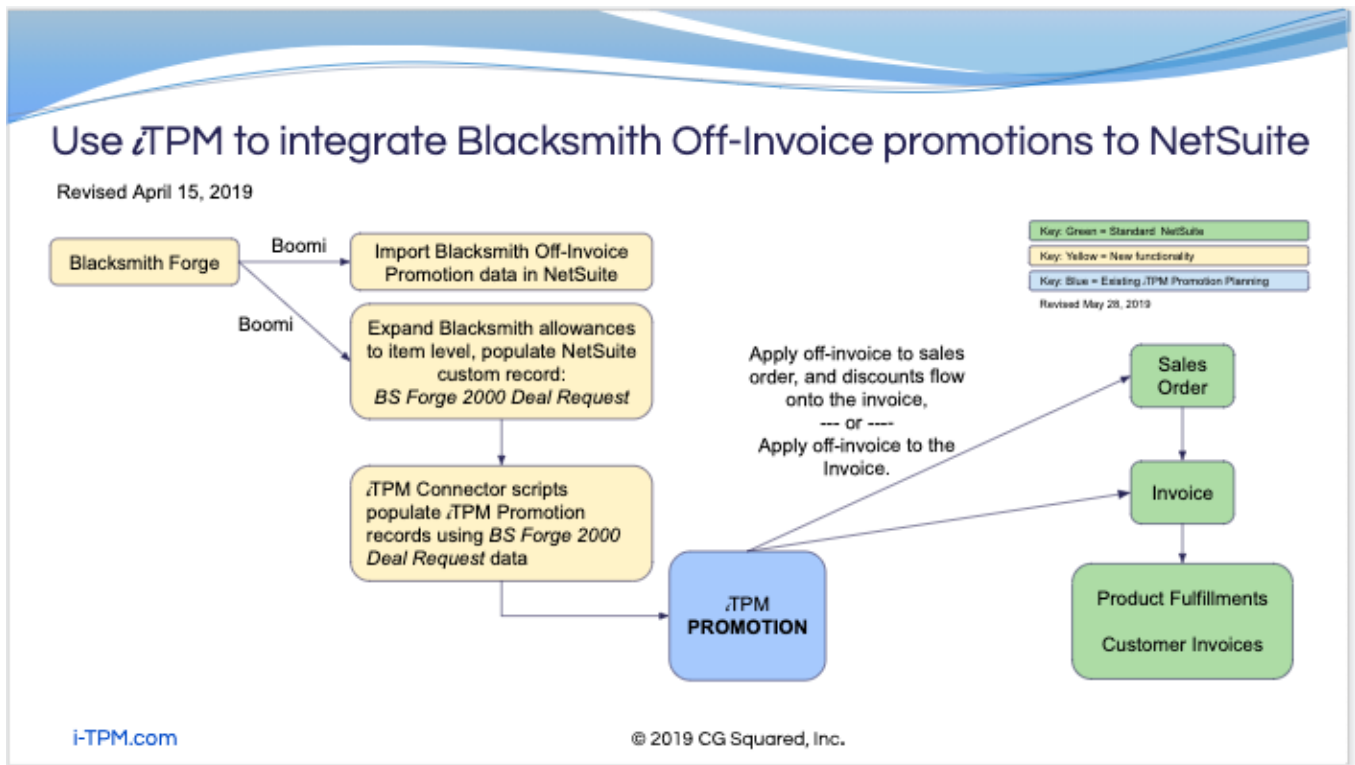 Use iTPM to integrate Blacksmith Off-Invoice promotions to NetSuite
Revised April 15, 2019
Key: Green = Standard NetSuite
Key: Yellow = New functionality
Key: Blue = Existing iTPM Promotion Planning
Revised May 28, 2019
Blacksmith Forge
Boomi
Import Blacksmith Off-Invoice
Promotion data in NetSuite
Boomi
Expand Blacksmith allowances
to item level, populate NetSuite
custom record:
BS Forge 2000 Deal Request
iTPM Connector scripts
populate iTPM Promotion
records using BS Forge 2000
Deal Request data
iTPM
PROMOTION
Apply off-invoice to sales
order, and discounts flow
onto the invoice,
--- or ----
Apply off-invoice to the
Invoice.
Sales
Order
Invoice
Product Fulfillments
Customer Invoices
i-TPM.com
© 2019 CG Squared, Inc.